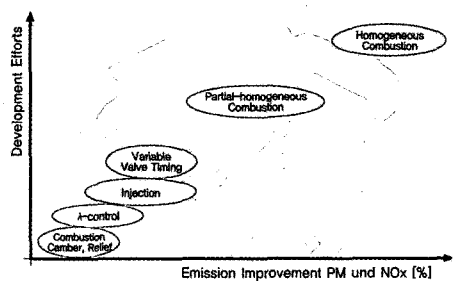 Development Efforts
Homogeneous
Combustion
Partial-homogeneous
Combustion
Variable
Valve Timing
Injection
λ-control
Combustion
Camber, Relief
Emission Improvement PM und NOx [%]